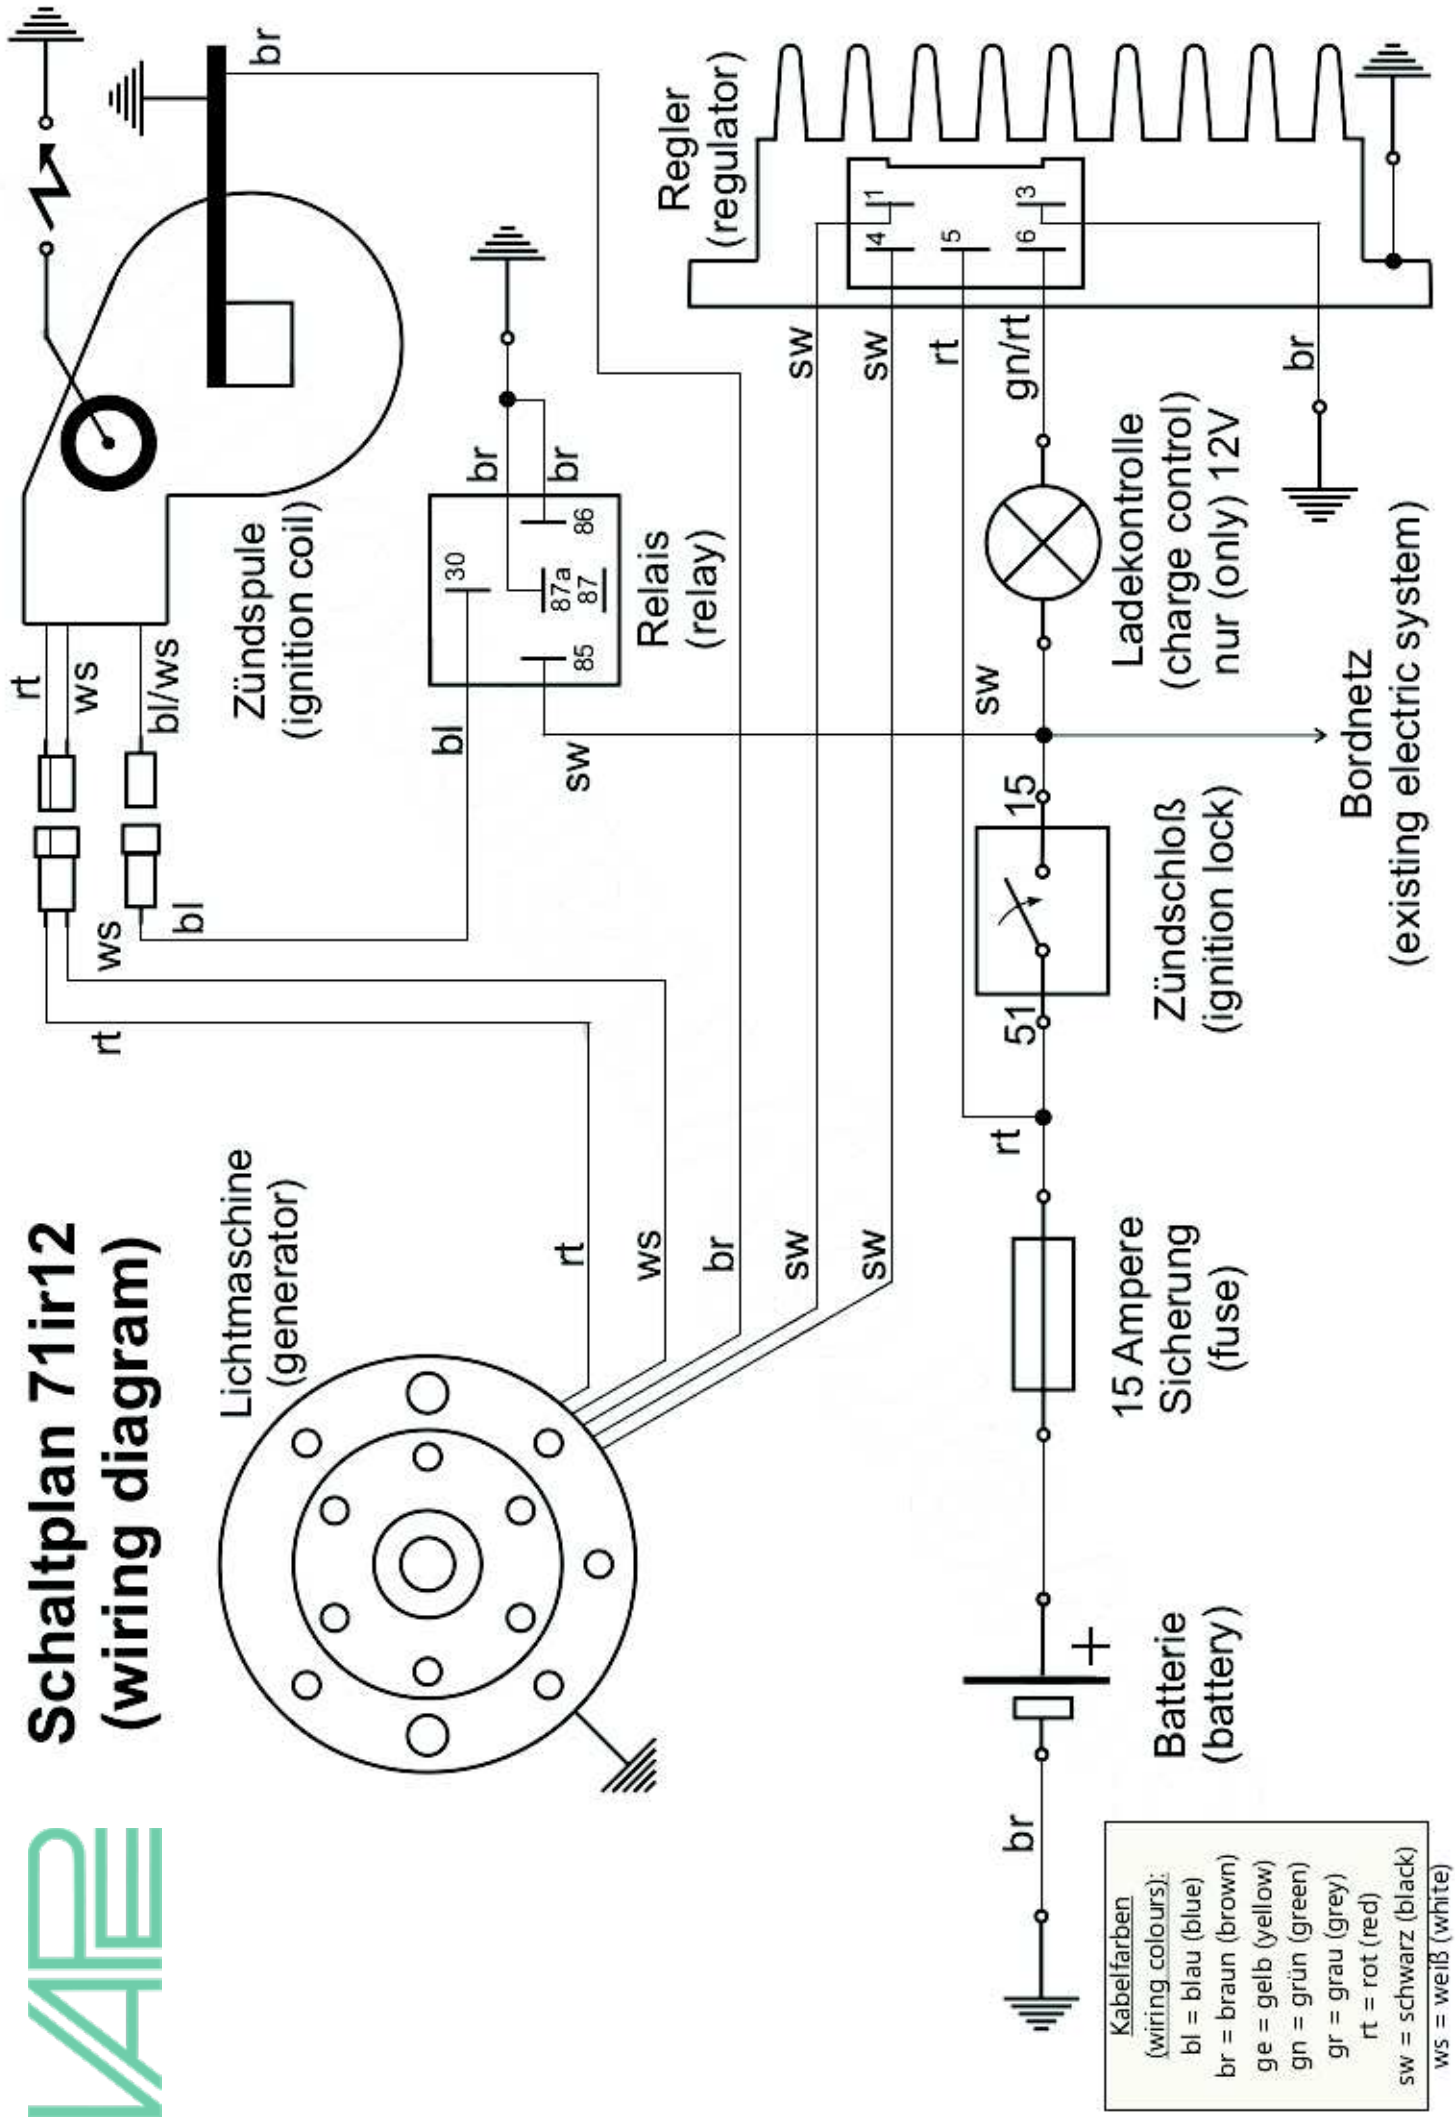 VAPE
Schaltplan 71ir12
(wiring diagram)
Lichtmaschine
(generator)
rt
ws
br
sw
sw
rt
ws
bl
rt
ws
bl/ws
Zündspule
(ignition coil)
br
bl
sw
30
85
87a
87
86
br
br
Relais
(relay)
Regler
(regulator)
1
4
5
3
6
sw
sw
rt
gn/rt
br
Ladekontrolle
(charge control)
nur (only) 12V
sw
Bordnetz
(existing electric system)
15
51
Zündschloß
(ignition lock)
rt
15 Ampere
Sicherung
(fuse)
+
Batterie
(battery)
br
Kabelfarben
(wiring colours):
bl = blau (blue)
br = braun (brown)
ge = gelb (yellow)
gn = grün (green)
gr = grau (grey)
rt = rot (red)
sw = schwarz (black)
ws = weiß (white)